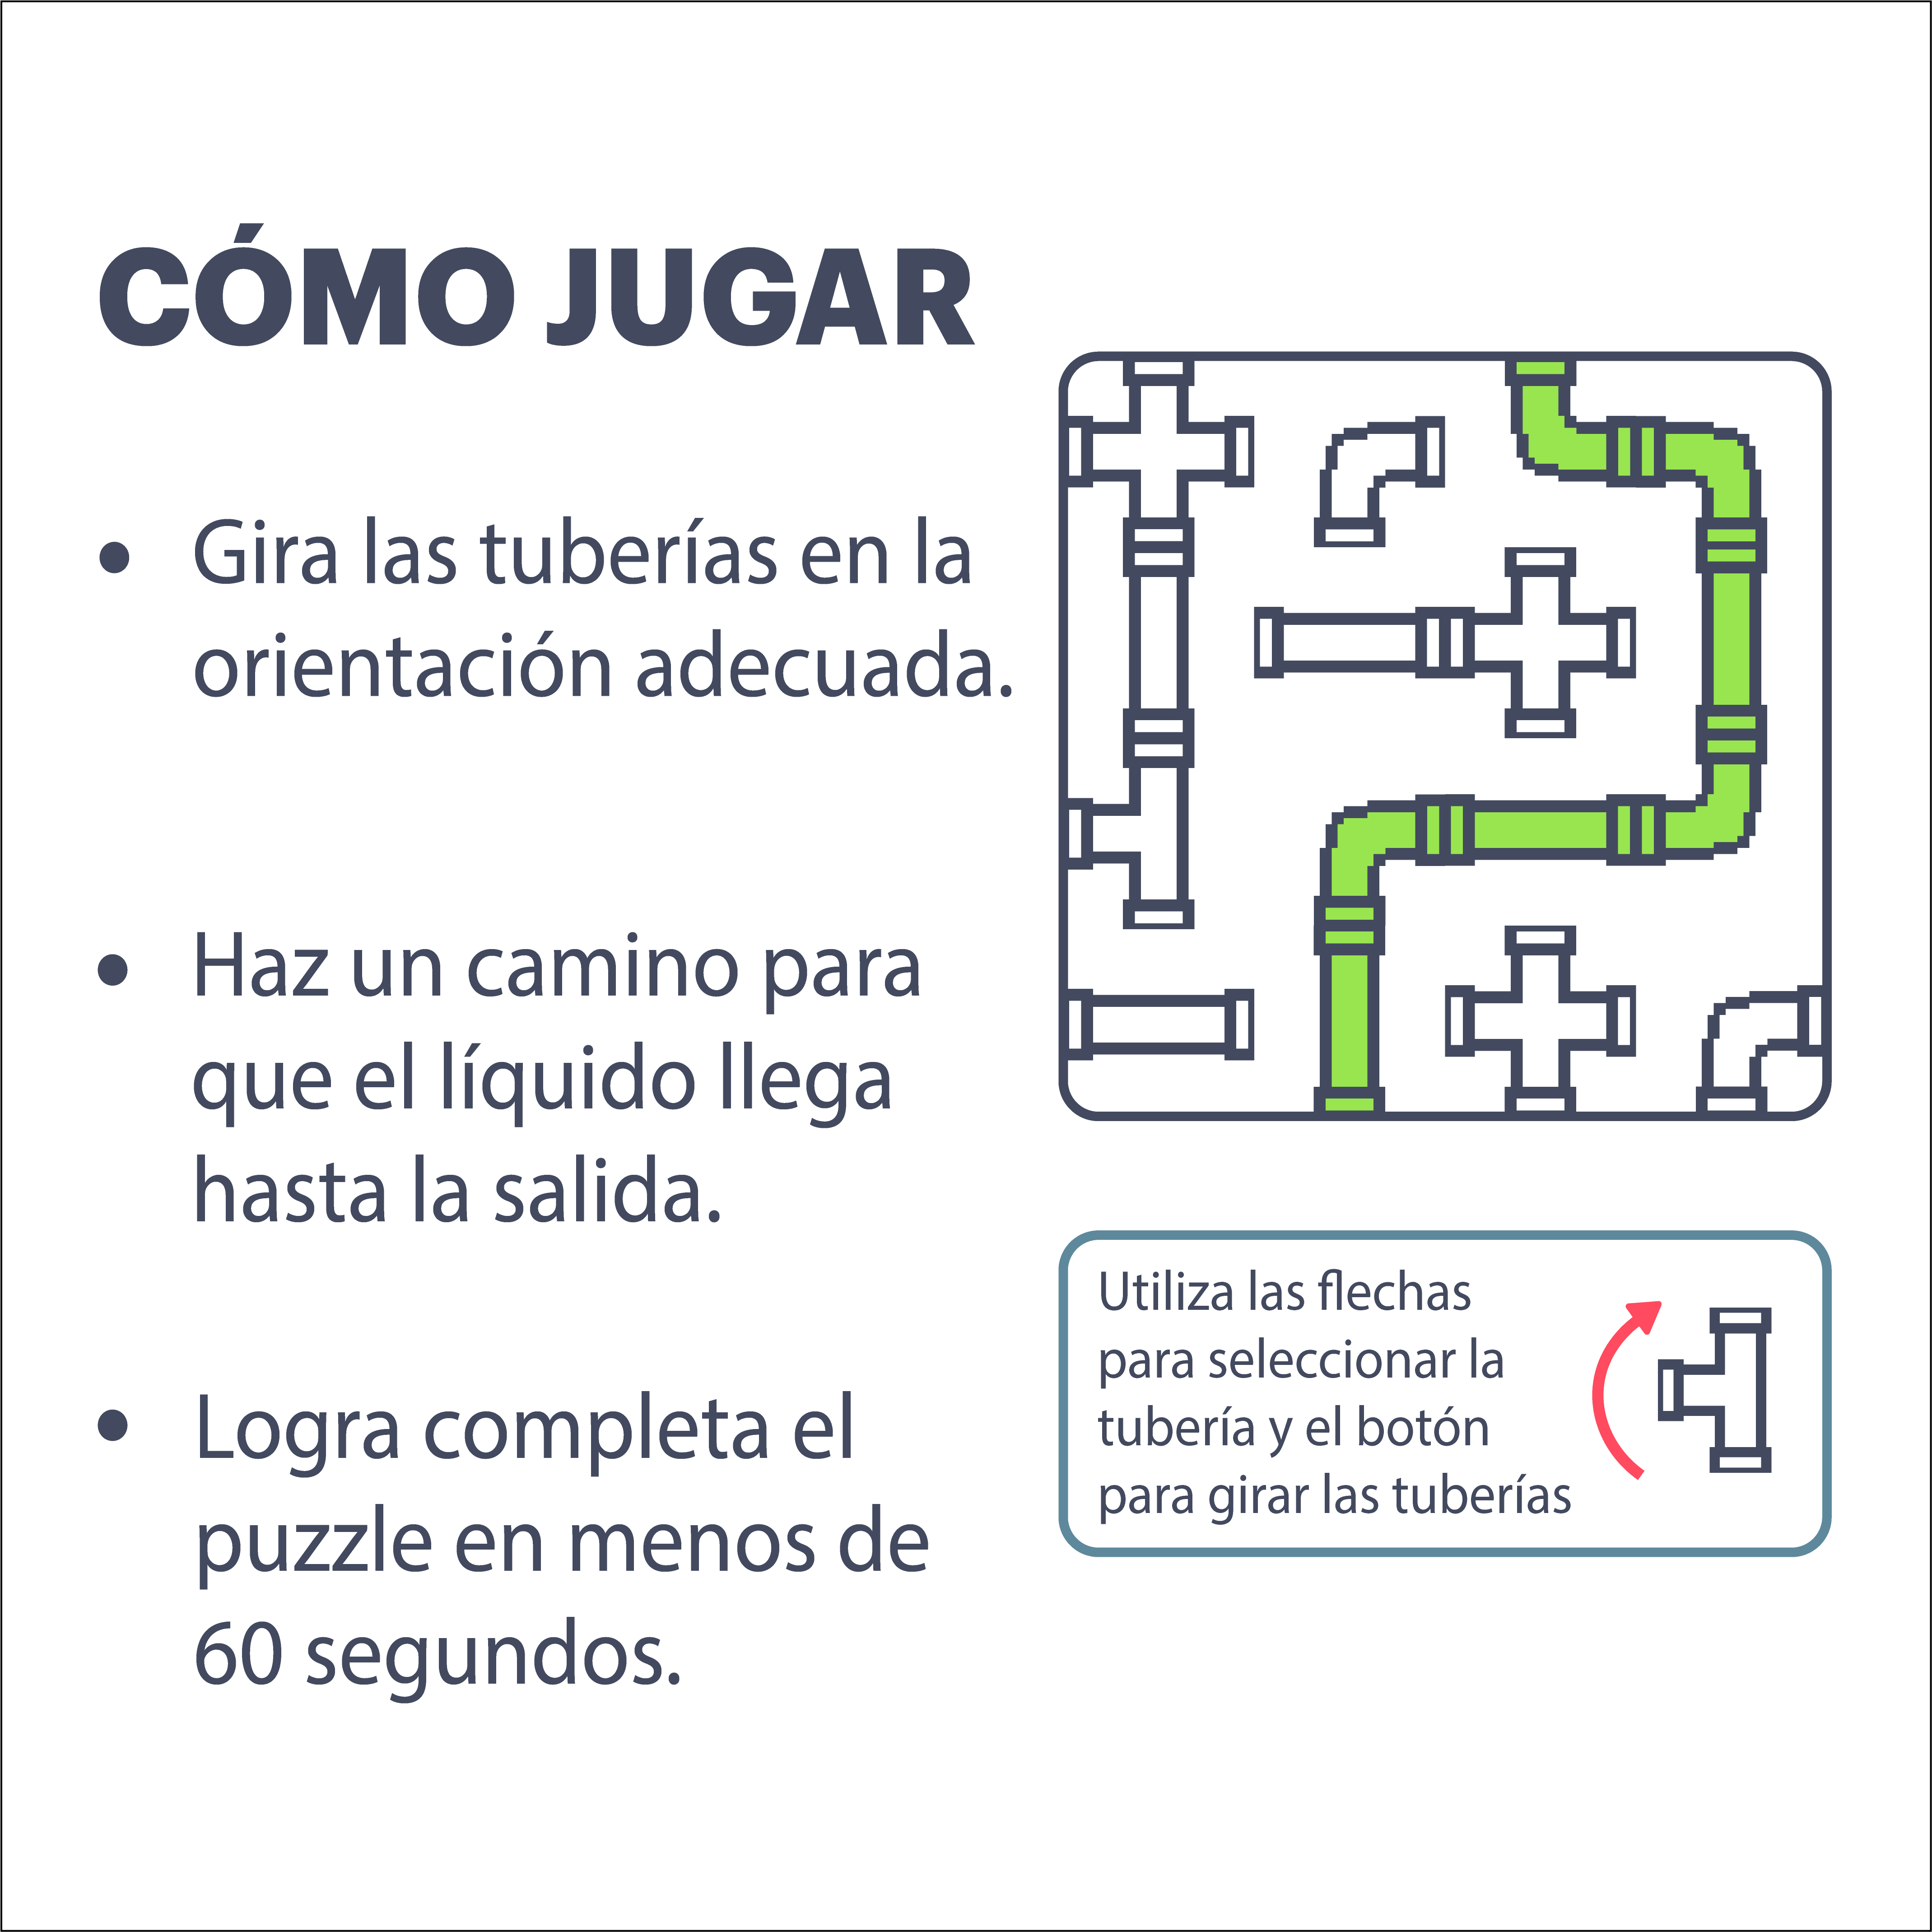 CÓMO JUGAR
• Gira las tuberías en la
orientación adecuada.
• Haz un camino para
que el líquido llega
hasta la salida.
• Logra completa el
puzzle en menos de
60 segundos.
Utiliza las flechas
para seleccionar la
tubería y el botón
para girar las tuberías